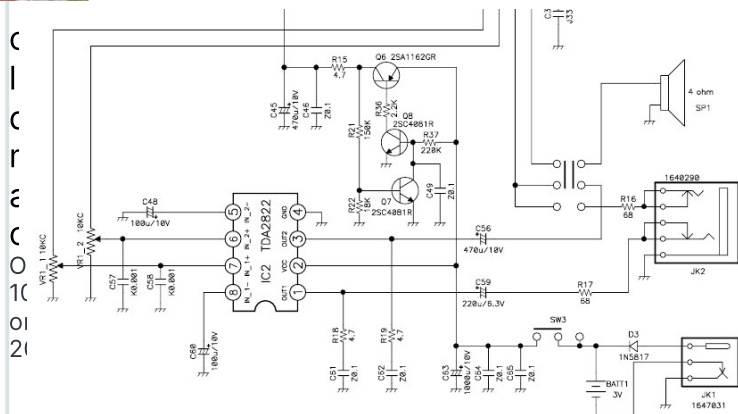 C3
J33
R15
4.7
Q6 2SA1162GR
C45
470u/10V
C46
Z0.1
R21
150K
R36
2.2K
Q8
2SC4081R
R37
220K
4 ohm
SP1
R22
18K
Q7
2SC4081R
C49
Z0.1
C48
100u/10V
5 IN_2-
6 IN_2+
7 IN_1+
8 IN_1-
TDA2822
IC2
GND 4
OUT2 3
VCC 2
OUT1 1
C56
470u/10V
C59
220u/6.3V
R16
68
R17
68
1640290
JK2
VR1_1 10KC
VR1_2 10KC
C57
K0.001
C58
K0.001
C60
100u/10V
R18
4.7
R19
4.7
C61
Z0.1
C62
Z0.1
C63
1000u/10V
C64
Z0.1
C65
Z0.1
SW3
D3
1N5817
BATT1
3V
JK1
1647031